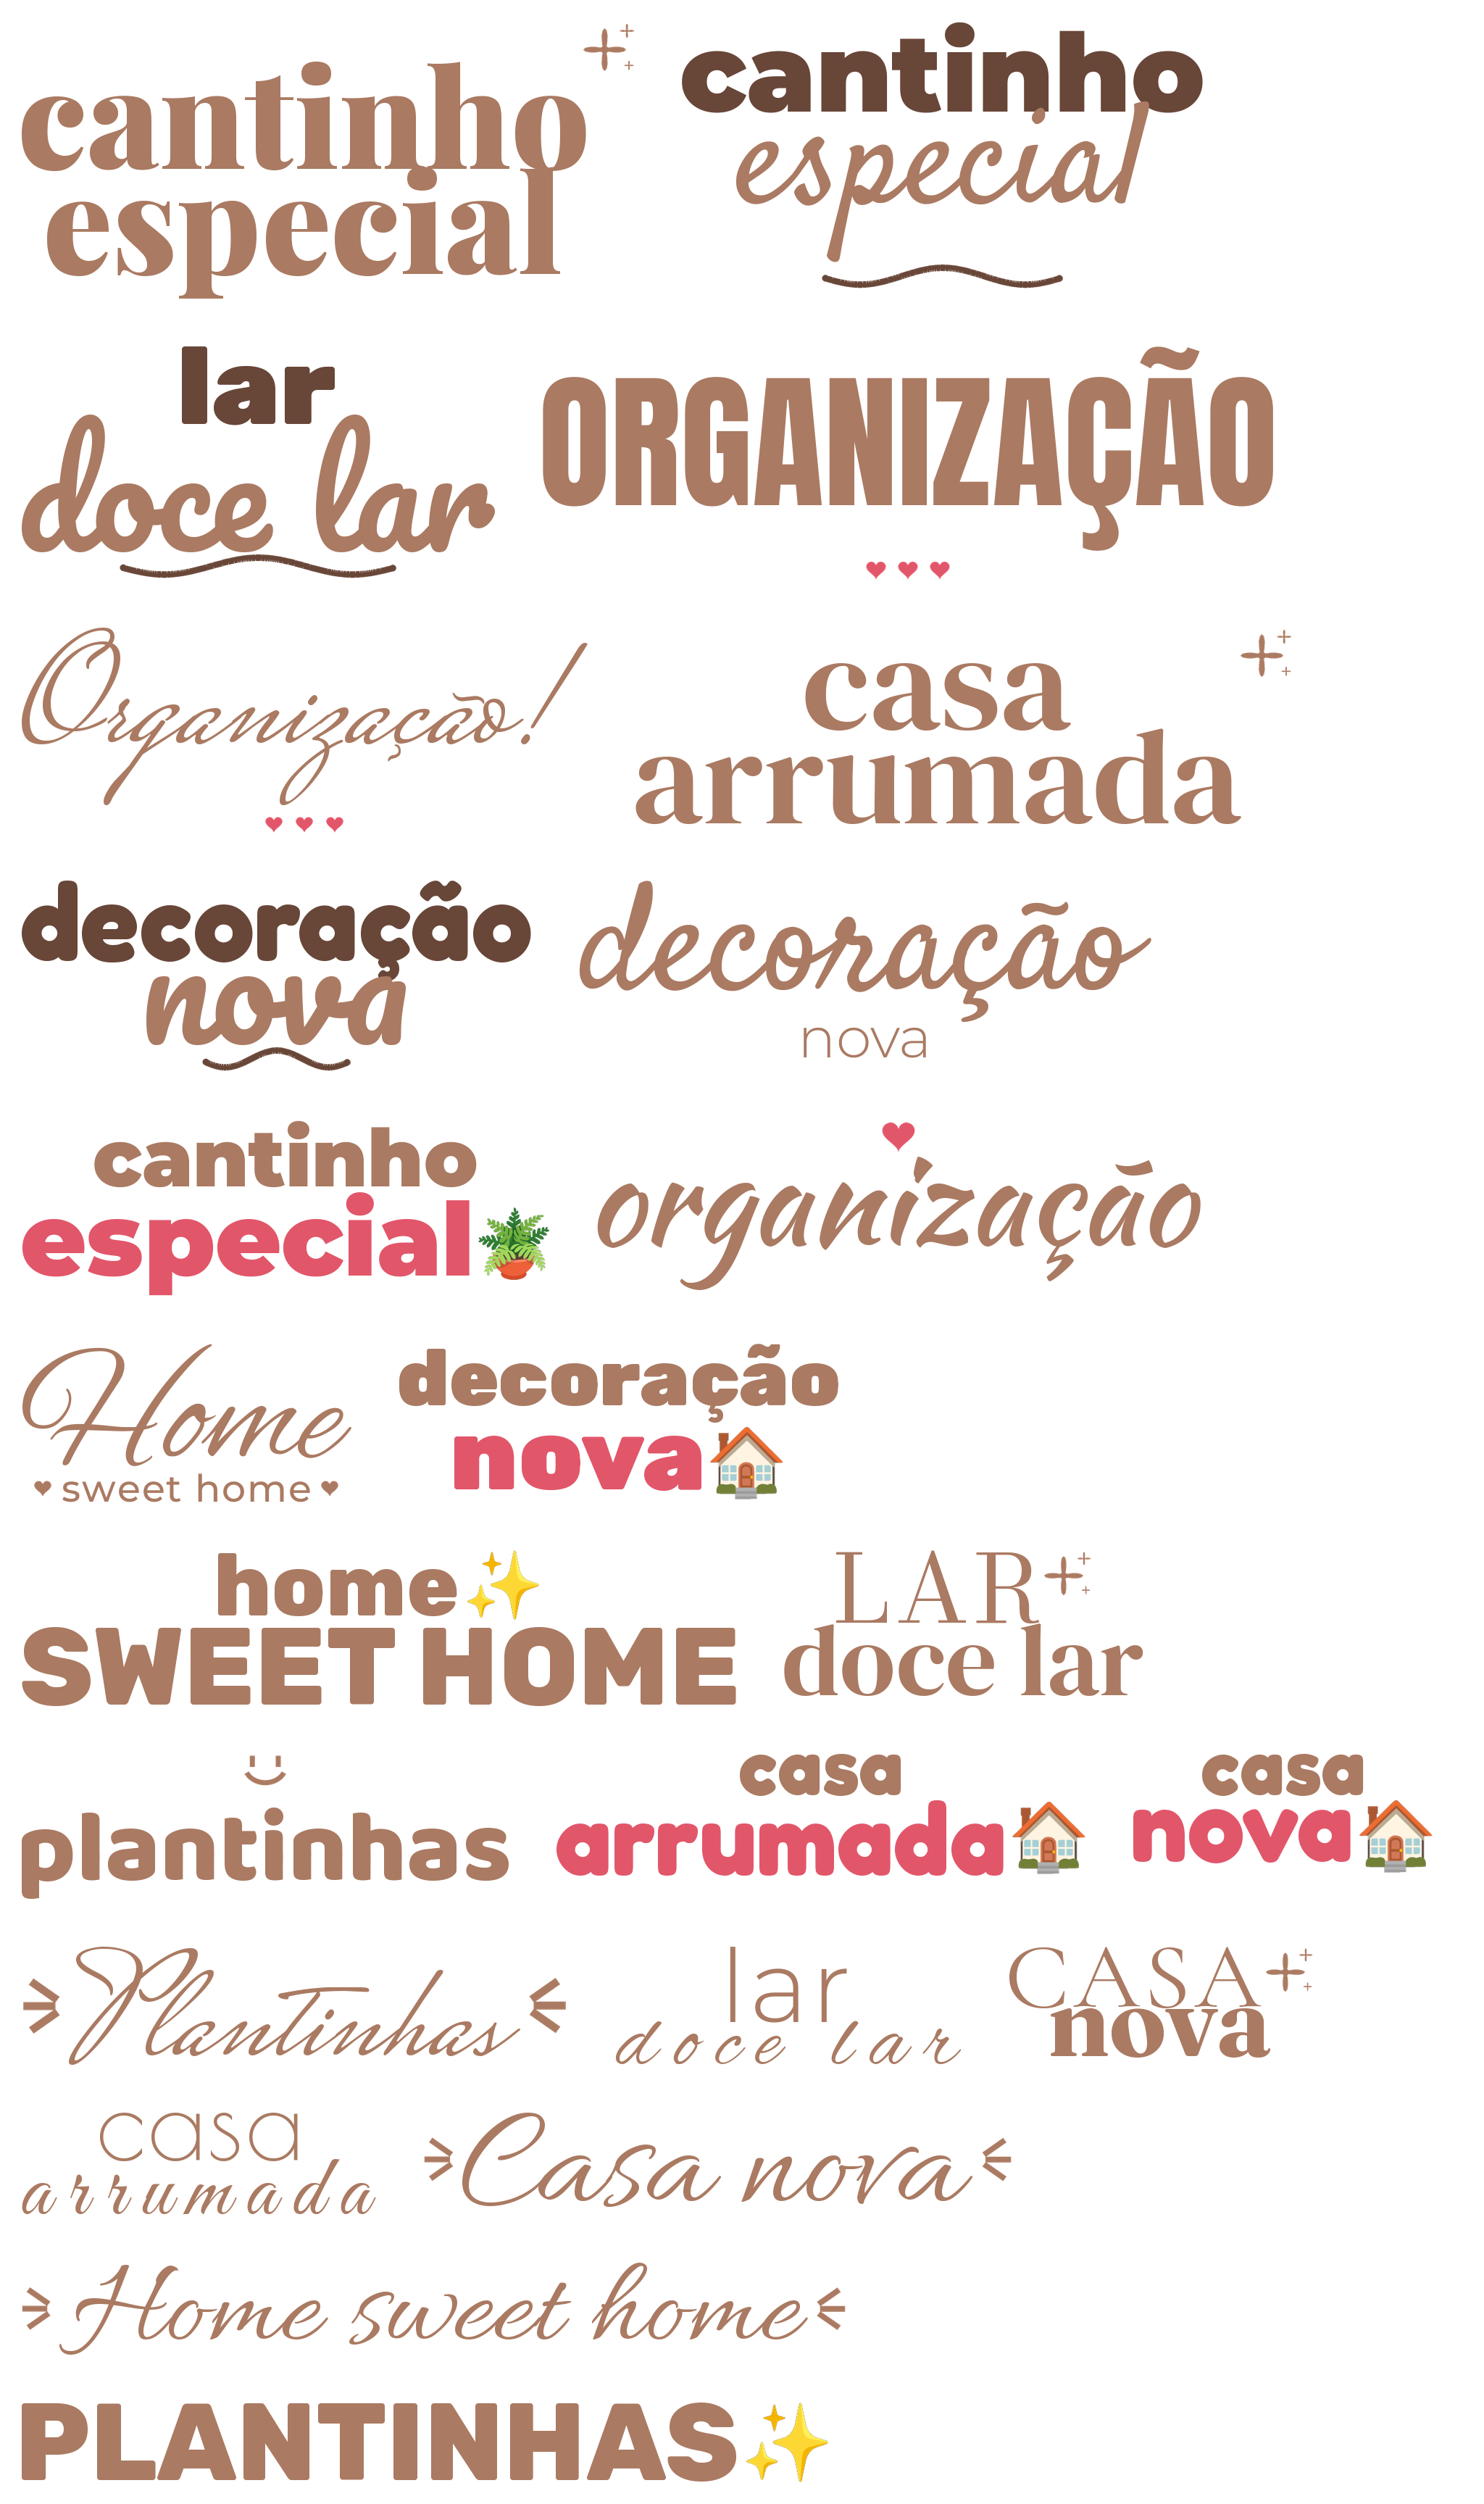 cantinho
especial
cantinho
especial
lar
doce lar
ORGANIZAÇÃO
Organização!
casa
arrumada
decoração
nova
decoração
nova
cantinho
especial
organização
Home
sweet home
decoração
nova
home
SWEET HOME
LAR
doce lar
plantinhas
casa
arrumada
casa
nova
Plantinhas
lar
doce lar
CASA
nova
casa
arrumada
Casa nova
Home sweet home
PLANTINHAS